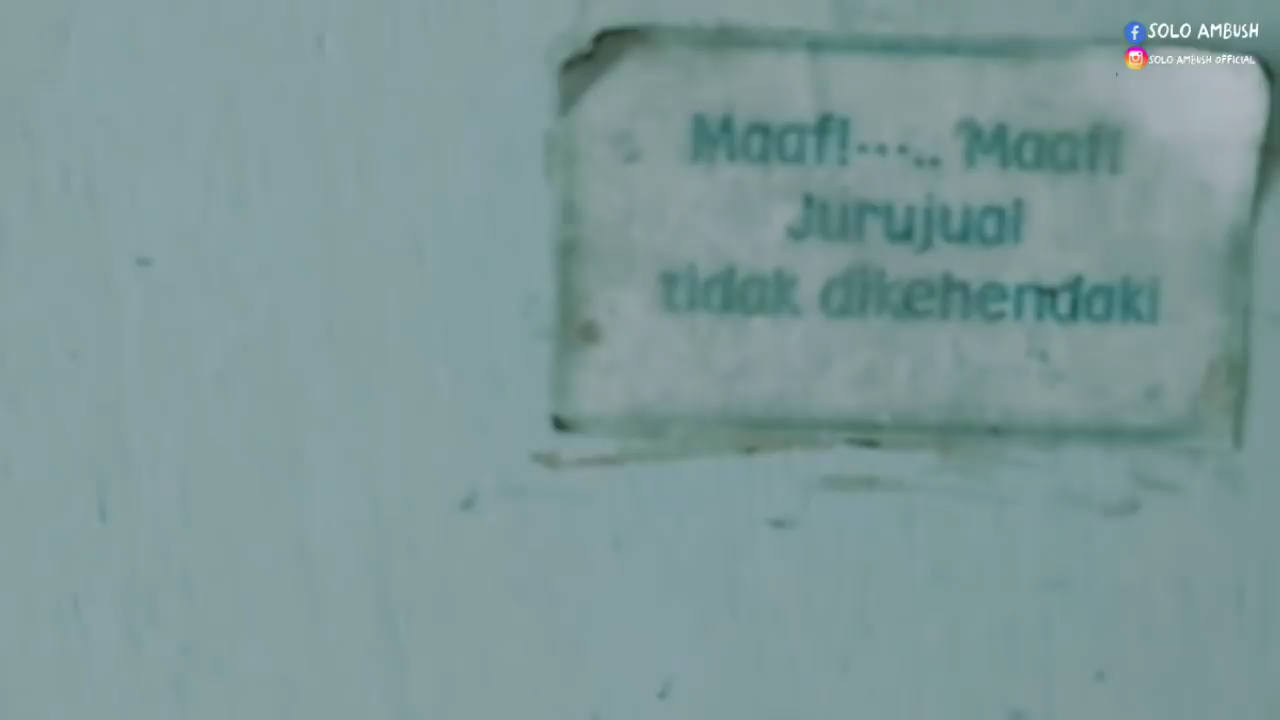 SOLO AMBUSH
SOLO AMBUSH OFFICIAL
Maaf!..... Maaf!
Jurujual
tidak dikehendaki